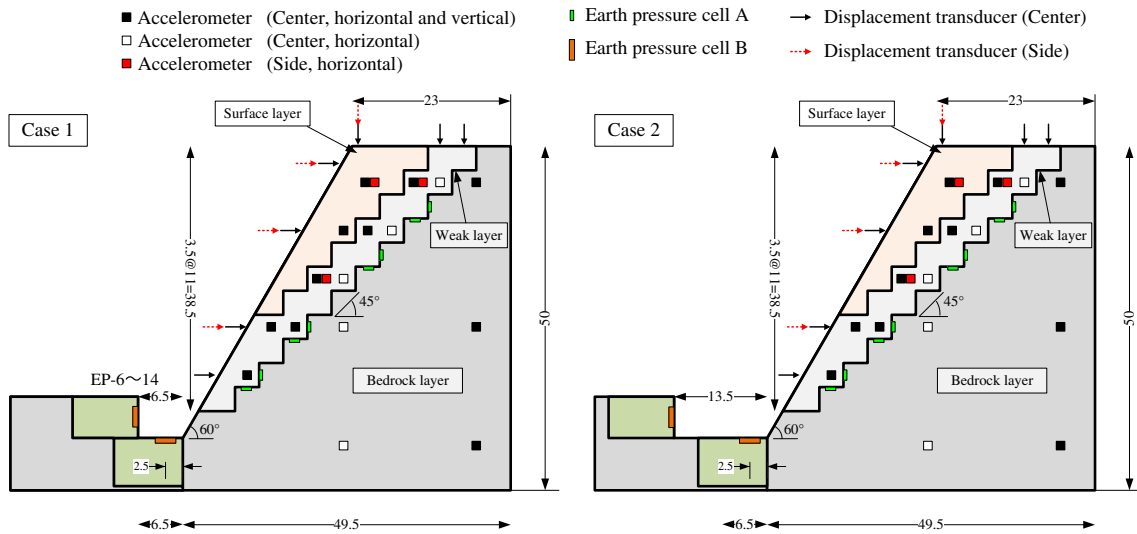 Accelerometer (Center, horizontal and vertical)
Accelerometer (Center, horizontal)
Accelerometer (Side, horizontal)
Earth pressure cell A
Earth pressure cell B
Displacement transducer (Center)
Displacement transducer (Side)
Case 1
Surface layer
23
Weak layer
3.5@11=38.5
45°
50
EP-6～14
6.5
Bedrock layer
60°
2.5
6.5
49.5
Case 2
Surface layer
23
Weak layer
3.5@11=38.5
45°
50
13.5
Bedrock layer
60°
2.5
6.5
49.5